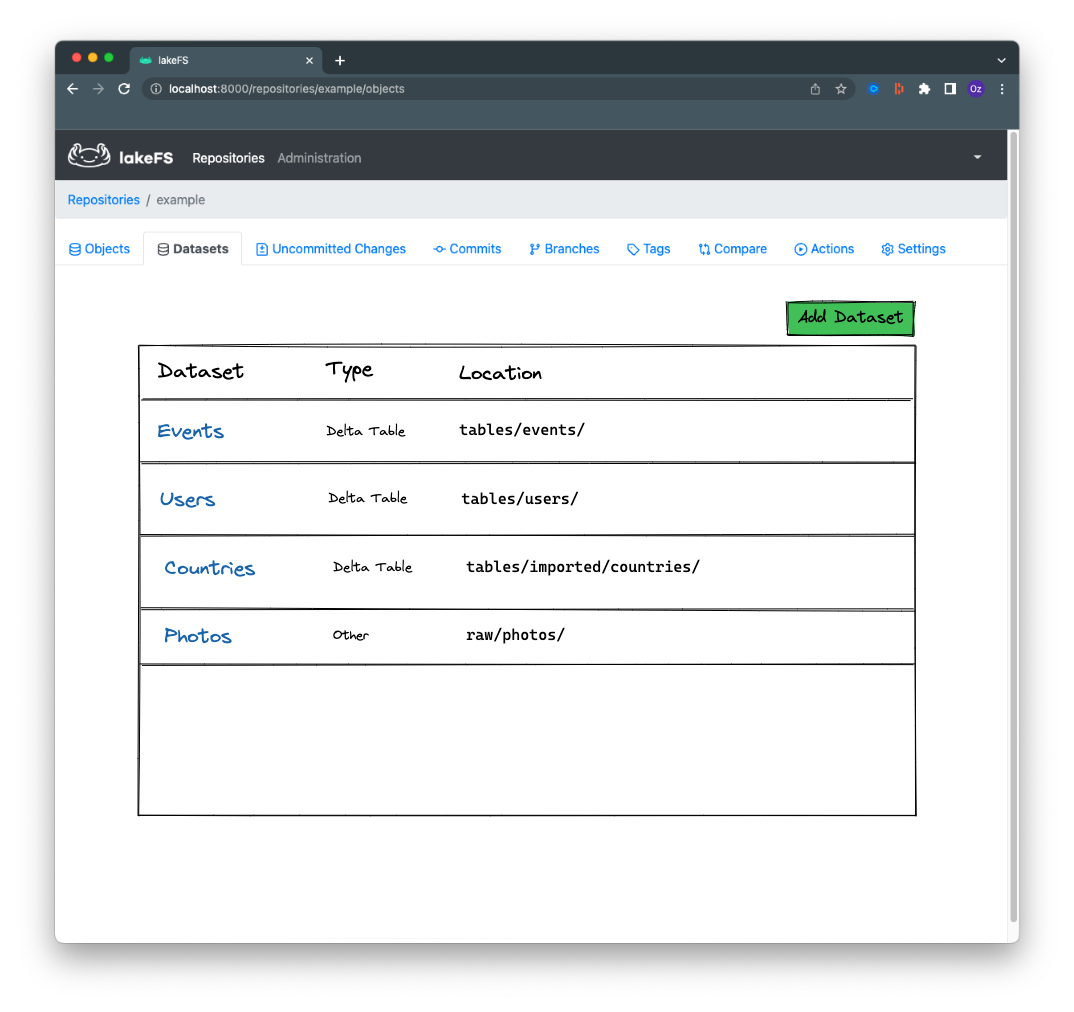 lakeFS
localhost:8000/repositories/example/objects
Oz
lakeFS Repositories Administration
Repositories / example
Objects Datasets Uncommitted Changes Commits Branches Tags Compare Actions Settings
Add Dataset
Dataset Type Location
Events Delta Table tables/events/
Users Delta Table tables/users/
Countries Delta Table tables/imported/countries/
Photos Other raw/photos/